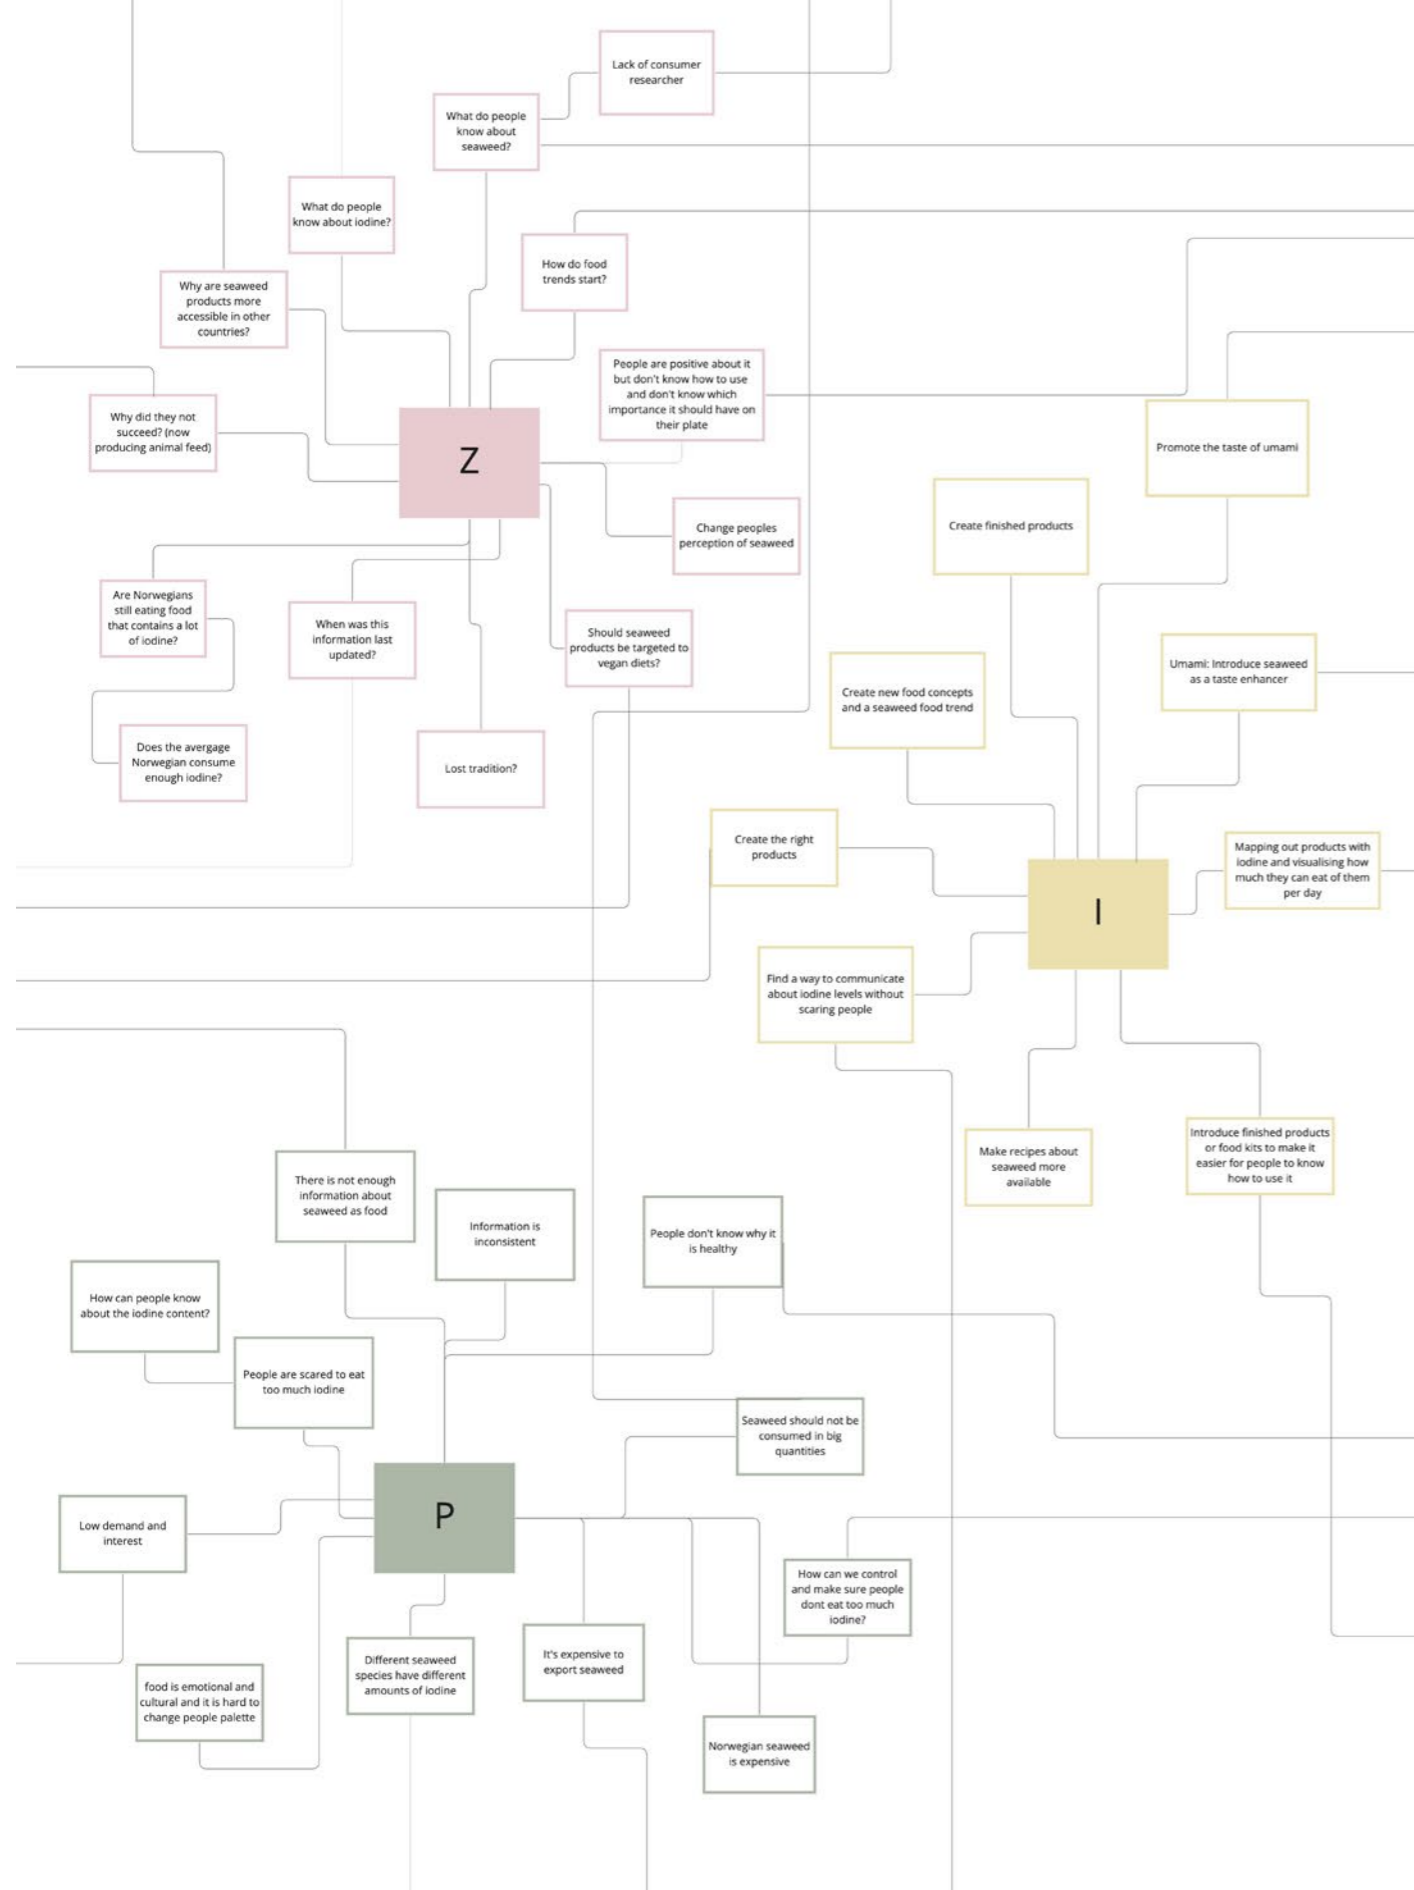 Lack of consumer
researcher
What do people
know about
seaweed?
What do people
know about iodine?
How do food
trends start?
Why are seaweed
products more
accessible in other
countries?
People are positive about it
but don't know how to use
and don't know which
importance it should have on
their plate
Why did they not
succeed? (now
producing animal feed)
Z
Change peoples
perception of seaweed
Are Norwegians
still eating food
that contains a lot
of iodine?
When was this
information last
updated?
Should seaweed
products be targeted to
vegan diets?
Does the avergage
Norwegian consume
enough iodine?
Lost tradition?
Promote the taste of umami
Create finished products
Umami: Introduce seaweed
as a taste enhancer
Create new food concepts
and a seaweed food trend
Create the right
products
Mapping out products with
iodine and visualising how
much they can eat of them
per day
I
Find a way to communicate
about iodine levels without
scaring people
Make recipes about
seaweed more
available
Introduce finished products
or food kits to make it
easier for people to know
how to use it
There is not enough
information about
seaweed as food
Information is
inconsistent
People don't know why it
is healthy
How can people know
about the iodine content?
People are scared to eat
too much iodine
Seaweed should not be
consumed in big
quantities
P
Low demand and
interest
How can we control
and make sure people
dont eat too much
iodine?
Different seaweed
species have different
amounts of iodine
It's expensive to
export seaweed
food is emotional and
cultural and it is hard to
change people palette
Norwegian seaweed
is expensive